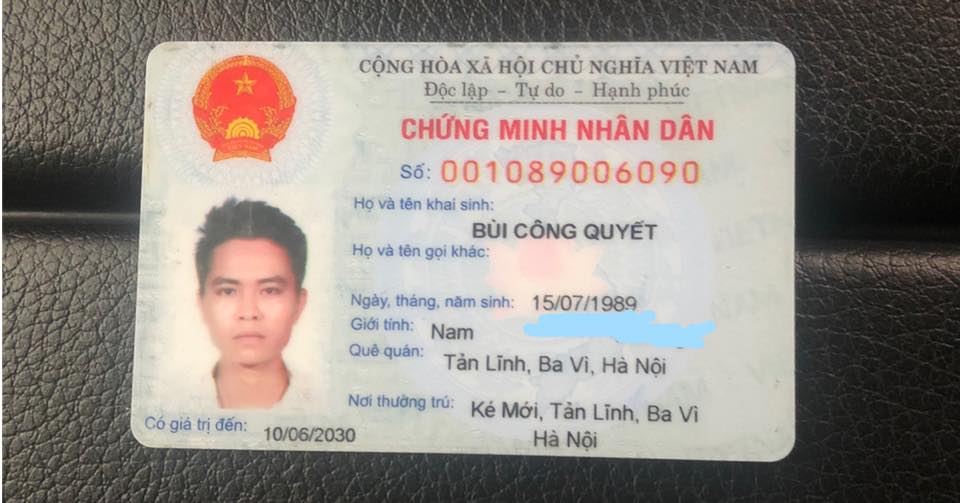 CỘNG HÒA XÃ HỘI CHỦ NGHĨA VIỆT NAM
Độc lập – Tự do – Hạnh phúc
CHỨNG MINH NHÂN DÂN
Số: 001089006090
Họ và tên khai sinh:
BÙI CÔNG QUYẾT
Họ và tên gọi khác:
Ngày, tháng, năm sinh: 15/07/1989
Giới tính: Nam
Quê quán: Tản Lĩnh, Ba Vì, Hà Nội
Nơi thường trú: Ké Mới, Tản Lĩnh, Ba Vì
Hà Nội
Có giá trị đến: 10/06/2030